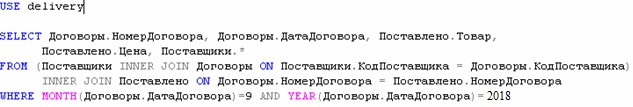 USE delivery
SELECT Договоры.НомерДоговора, Договоры.ДатаДоговора, Поставлено.Товар,
Поставлено.Цена, Поставщики.*
FROM (Поставщики INNER JOIN Договоры ON Поставщики.КодПоставщика = Договоры.КодПоставщика)
INNER JOIN Поставлено ON Договоры.НомерДоговора = Поставлено.НомерДоговора
WHERE MONTH(Договоры.ДатаДоговора)=9 AND YEAR(Договоры.ДатаДоговора)=2018